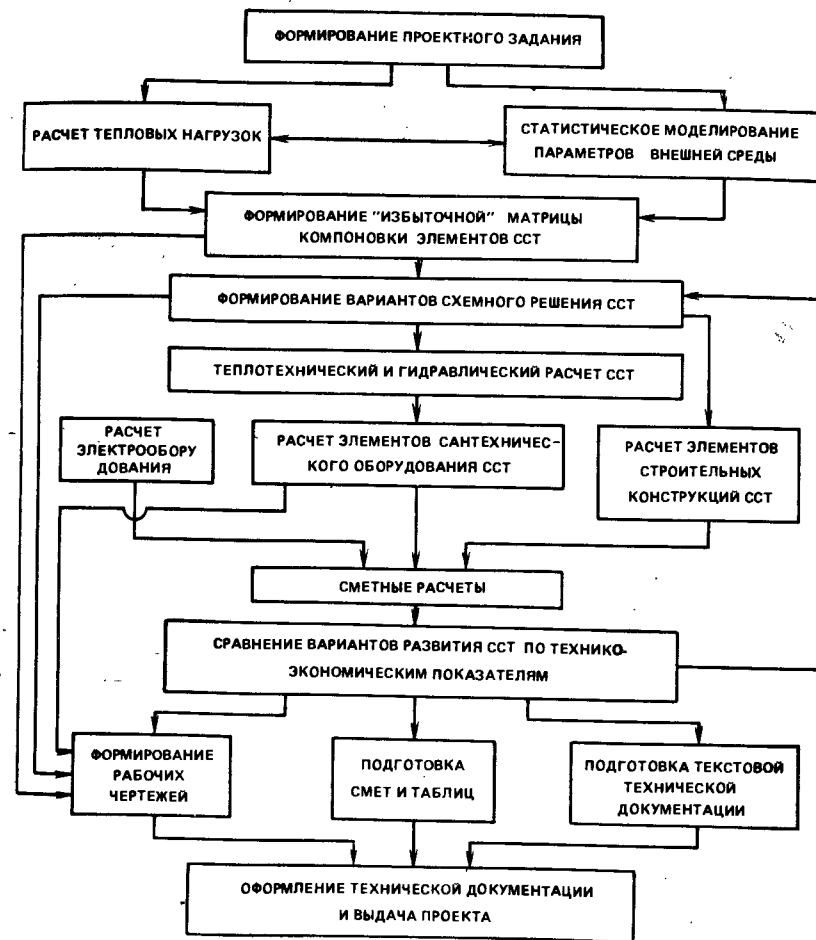 ФОРМИРОВАНИЕ ПРОЕКТНОГО ЗАДАНИЯ
РАСЧЕТ ТЕПЛОВЫХ НАГРУЗОК
СТАТИСТИЧЕСКОЕ МОДЕЛИРОВАНИЕ
ПАРАМЕТРОВ ВНЕШНЕЙ СРЕДЫ
ФОРМИРОВАНИЕ "ИЗБЫТОЧНОЙ" МАТРИЦЫ
КОМПОНОВКИ ЭЛЕМЕНТОВ ССТ
ФОРМИРОВАНИЕ ВАРИАНТОВ СХЕМНОГО РЕШЕНИЯ ССТ
ТЕПЛОТЕХНИЧЕСКИЙ И ГИДРАВЛИЧЕСКИЙ РАСЧЕТ ССТ
РАСЧЕТ
ЭЛЕКТРООБОРУ
ДОВАНИЯ
РАСЧЕТ ЭЛЕМЕНТОВ САНТЕХНИЧЕС-
КОГО ОБОРУДОВАНИЯ ССТ
РАСЧЕТ ЭЛЕМЕНТОВ
СТРОИТЕЛЬНЫХ
КОНСТРУКЦИЙ ССТ
СМЕТНЫЕ РАСЧЕТЫ
СРАВНЕНИЕ ВАРИАНТОВ РАЗВИТИЯ ССТ ПО ТЕХНИКО-
ЭКОНОМИЧЕСКИМ ПОКАЗАТЕЛЯМ
ФОРМИРОВАНИЕ
РАБОЧИХ
ЧЕРТЕЖЕЙ
ПОДГОТОВКА
СМЕТ И ТАБЛИЦ
ПОДГОТОВКА ТЕКСТОВОЙ
ТЕХНИЧЕСКОЙ
ДОКУМЕНТАЦИИ
ОФОРМЛЕНИЕ ТЕХНИЧЕСКОЙ ДОКУМЕНТАЦИИ
И ВЫДАЧА ПРОЕКТА